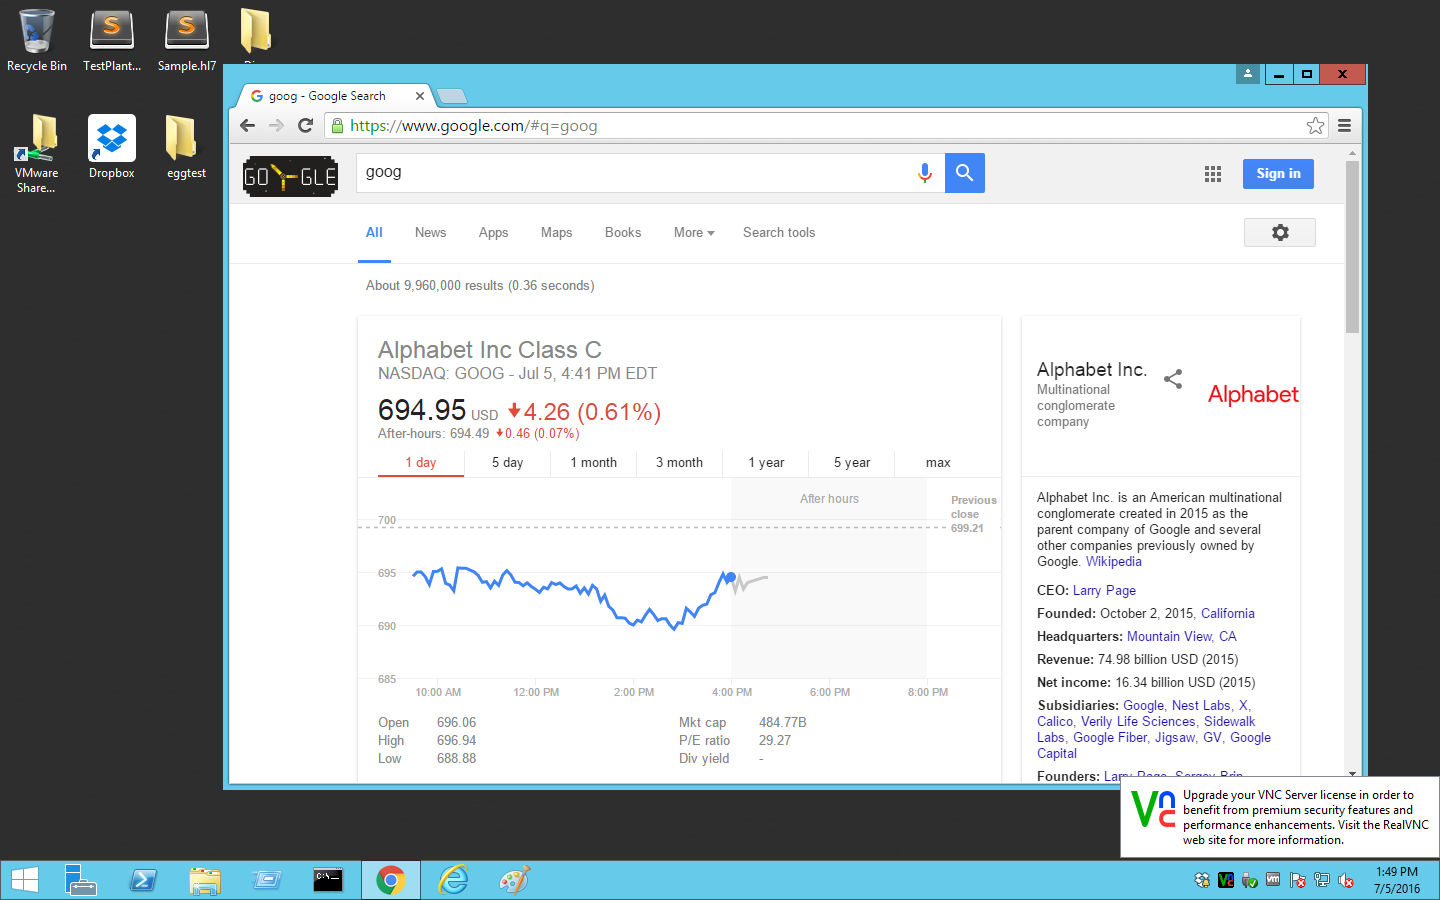 Recycle Bin
TestPlant...
Sample.hl7
VMware
Share...
Dropbox
eggtest
goog - Google Search
https://www.google.com/#q=goog
GO GLE
goog
Sign in
All
News
Apps
Maps
Books
More
Search tools
About 9,960,000 results (0.36 seconds)
Alphabet Inc Class C
NASDAQ: GOOG - Jul 5, 4:41 PM EDT
694.95 USD 4.26 (0.61%)
After-hours: 694.49 0.46 (0.07%)
1 day
5 day
1 month
3 month
1 year
5 year
max
After hours
Previous
close
699.21
700
695
690
685
10:00 AM
12:00 PM
2:00 PM
4:00 PM
6:00 PM
8:00 PM
Open 696.06
High 696.94
Low 688.88
Mkt cap 484.77B
P/E ratio 29.27
Div yield -
Alphabet Inc.
Multinational
conglomerate
company
Alphabet
Alphabet Inc. is an American multinational
conglomerate created in 2015 as the
parent company of Google and several
other companies previously owned by
Google. Wikipedia
CEO: Larry Page
Founded: October 2, 2015, California
Headquarters: Mountain View, CA
Revenue: 74.98 billion USD (2015)
Net income: 16.34 billion USD (2015)
Subsidiaries: Google, Nest Labs, X,
Calico, Verily Life Sciences, Sidewalk
Labs, Google Fiber, Jigsaw, GV, Google
Capital
Founders: Larry Page, Sergey Brin
Upgrade your VNC Server license in order to
benefit from premium security features and
performance enhancements. Visit the RealVNC
web site for more information.
1:49 PM
7/5/2016